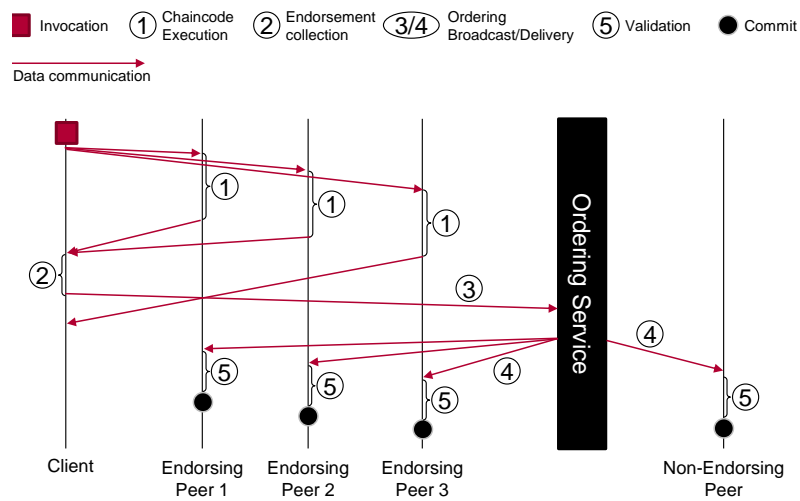 Invocation
1
Chaincode
Execution
2
Endorsement
collection
3/4
Ordering
Broadcast/Delivery
5
Validation
Commit
Data communication
1
1
1
2
3
4
4
5
5
5
5
Ordering Service
Client
Endorsing
Peer 1
Endorsing
Peer 2
Endorsing
Peer 3
Non-Endorsing
Peer